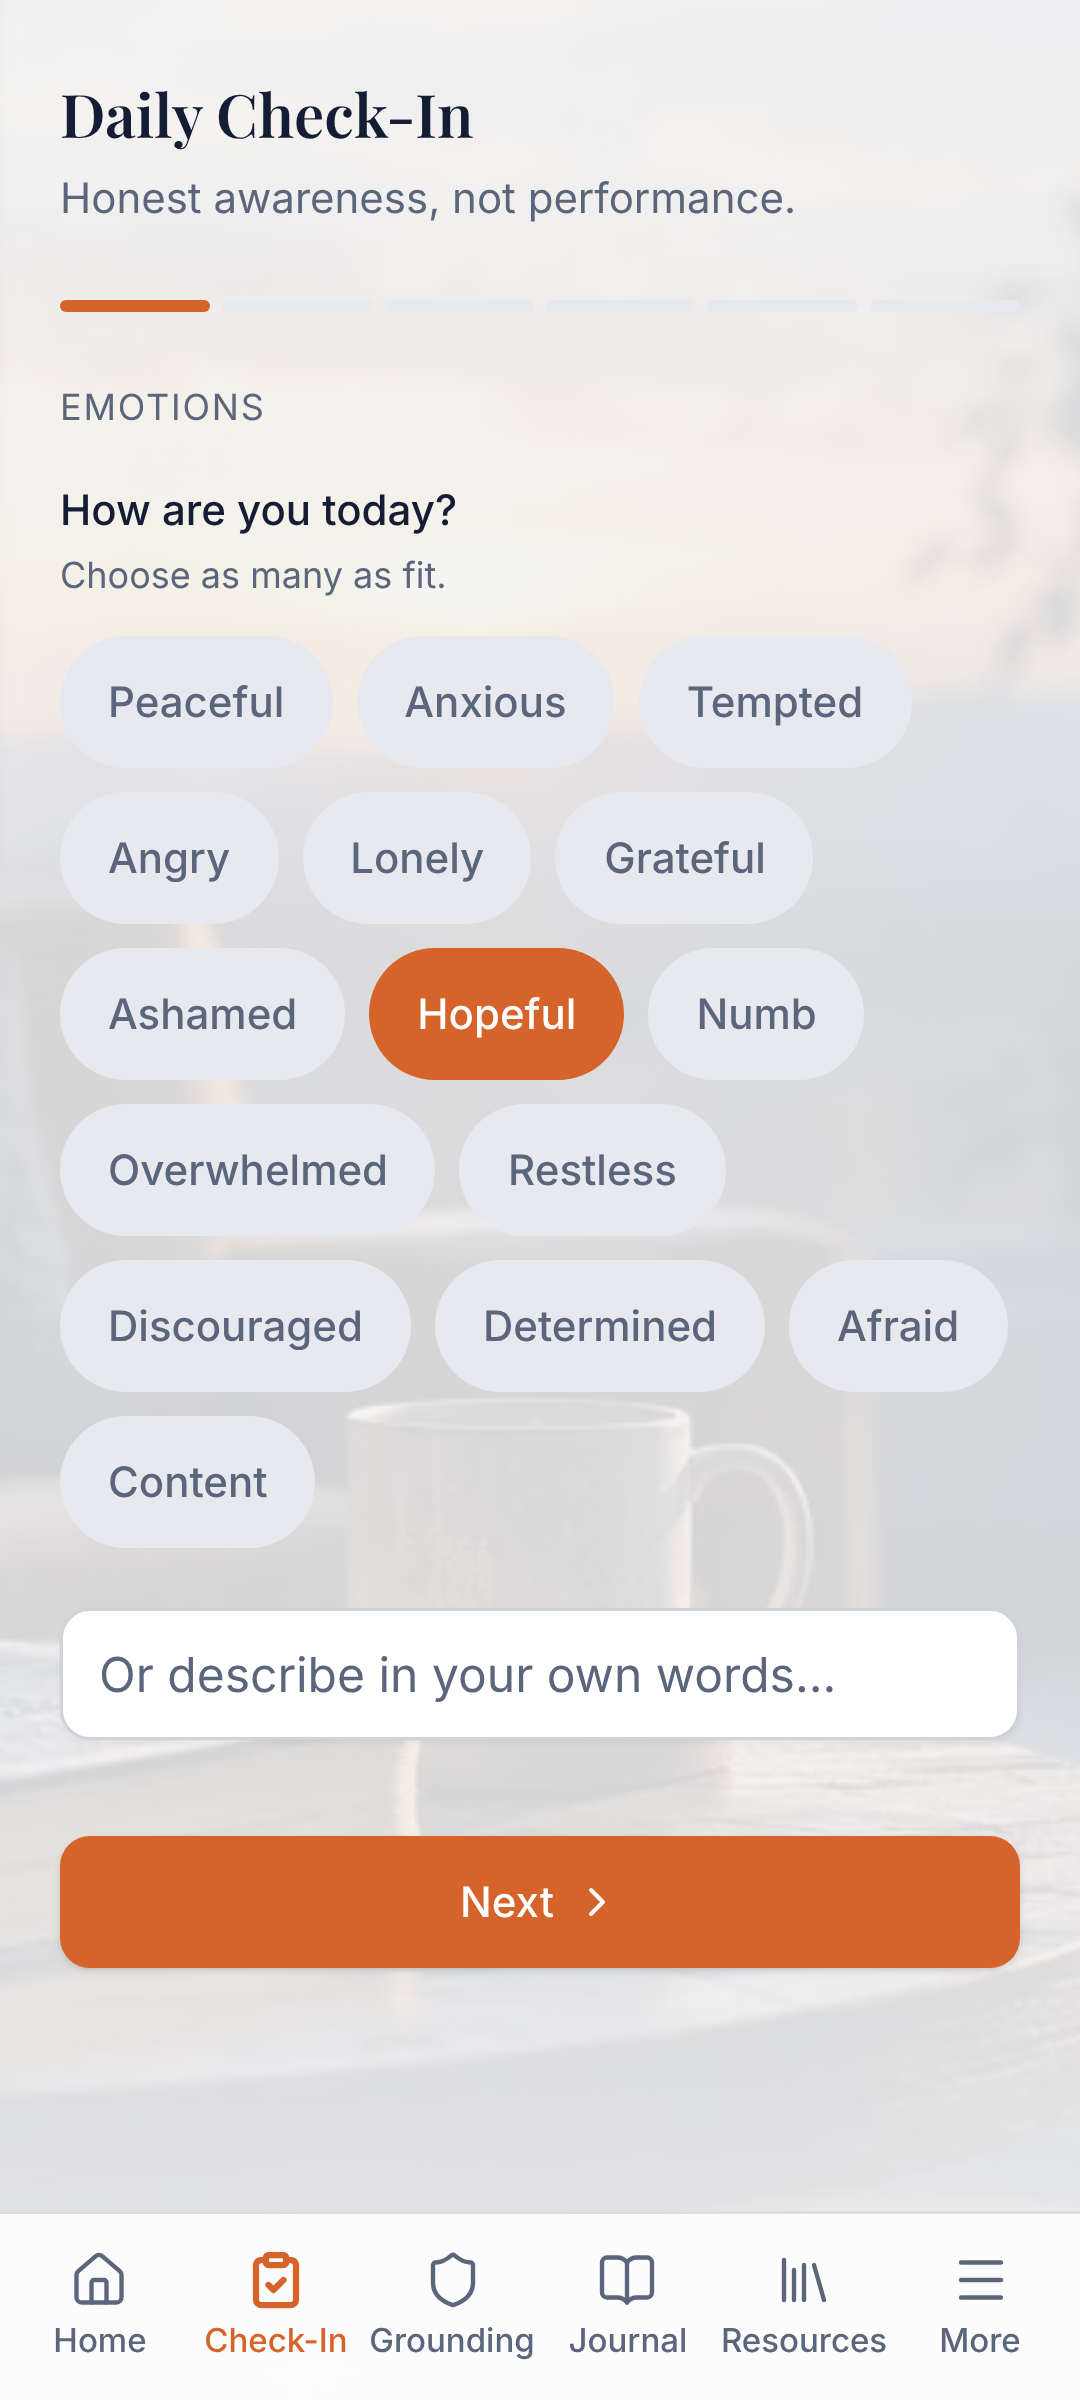 Daily Check-In
Honest awareness, not performance.
EMOTIONS
How are you today?
Choose as many as fit.
Peaceful Anxious Tempted
Angry Lonely Grateful
Ashamed Hopeful Numb
Overwhelmed Restless
Discouraged Determined Afraid
Content
Or describe in your own words...
Next
Home Check-In Grounding Journal Resources More